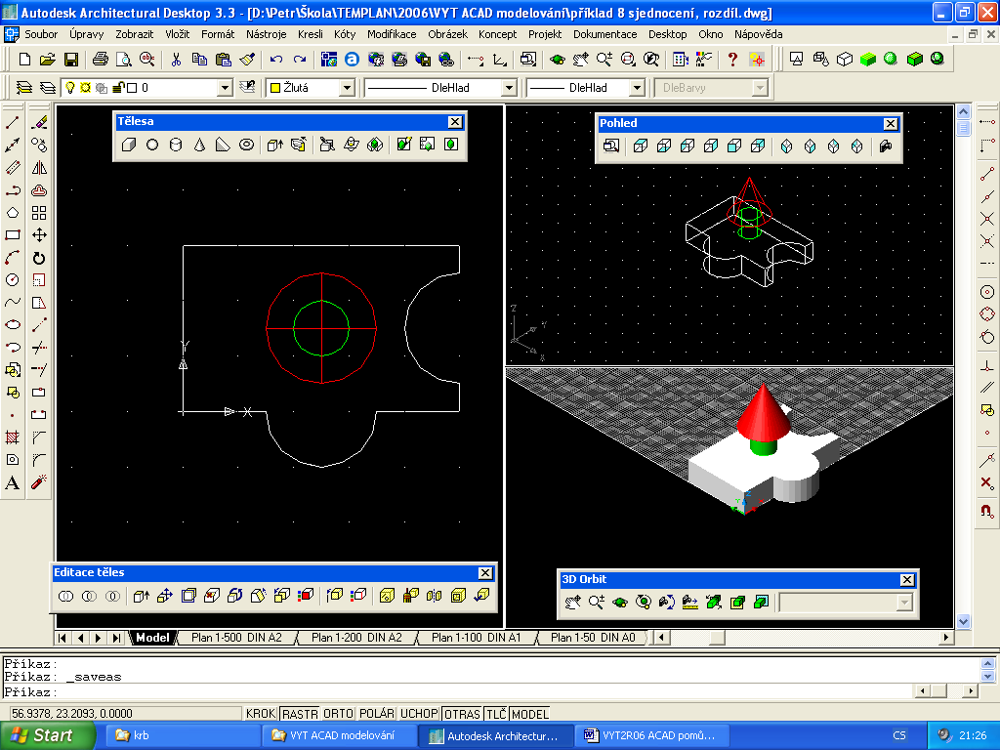 Autodesk Architectural Desktop 3.3 - [D:\Petr\Škola\TEMPLAN\2006\VYT ACAD modelování\příklad 8 sjednocení, rozdíl.dwg]
Soubor Úpravy Zobrazit Vložit Formát Nástroje Kresli Kóty Modifikace Obrázek Koncept Projekt Dokumentace Desktop Okno Nápověda
0 Žlutá DleHlad DleHlad DleBarvy
Tělesa
Pohled
Z
Y
X
Y
X
A
Editace těles
3D Orbit
Model Plan 1-500 DIN A2 Plan 1-200 DIN A2 Plan 1-100 DIN A1 Plan 1-50 DIN A0
Příkaz:
Příkaz: _saveas
Příkaz:
56.9378, 23.2093, 0.0000 KROK RASTR ORTO POLÁR UCHOP OTRAS TLČ MODEL
Start krb VYT ACAD modelování Autodesk Architectur... VYT2R06 ACAD pomů... CS 21:26